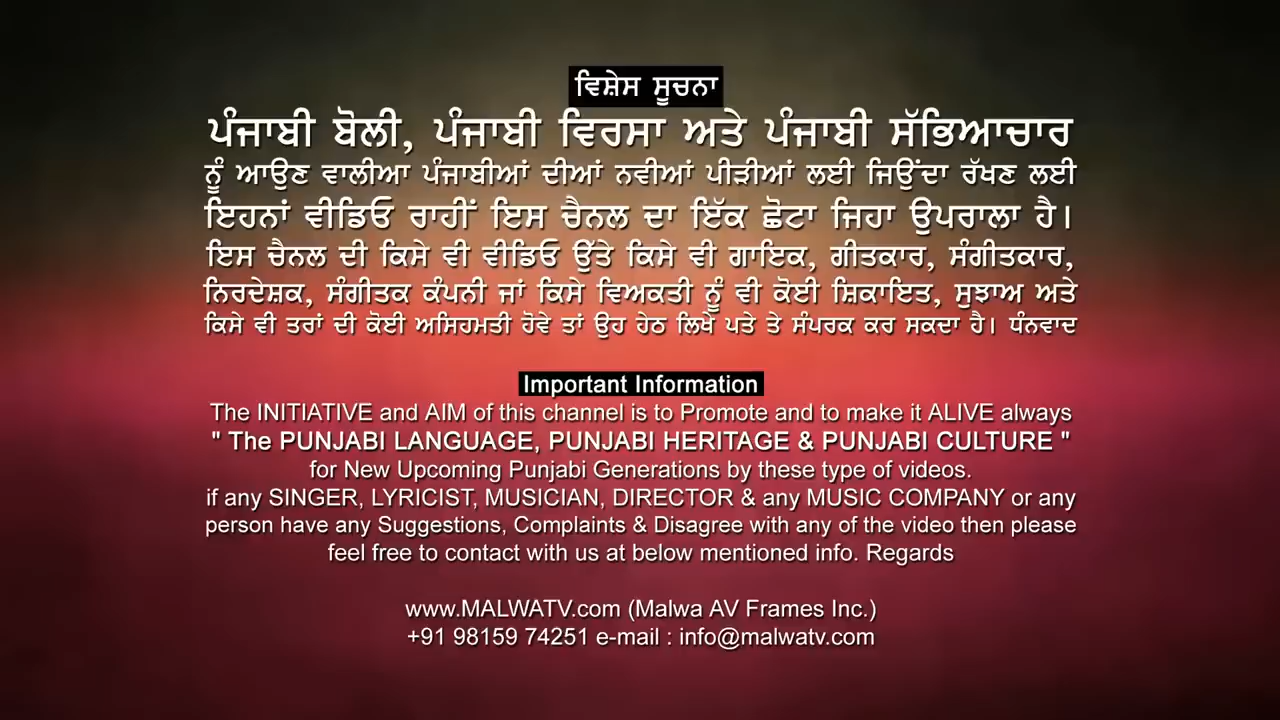 ਵਿਸ਼ੇਸ ਸੂਚਨਾ
ਪੰਜਾਬੀ ਬੋਲੀ, ਪੰਜਾਬੀ ਵਿਰਸਾ ਅਤੇ ਪੰਜਾਬੀ ਸੱਭਿਆਚਾਰ
ਨੂੰ ਆਉਣ ਵਾਲੀਆ ਪੰਜਾਬੀਆਂ ਦੀਆਂ ਨਵੀਆਂ ਪੀੜੀਆਂ ਲਈ ਜਿਉਂਦਾ ਰੱਖਣ ਲਈ
ਇਹਨਾਂ ਵੀਡਿਓ ਰਾਹੀਂ ਇਸ ਚੈਨਲ ਦਾ ਇੱਕ ਛੋਟਾ ਜਿਹਾ ਉਪਰਾਲਾ ਹੈ।
ਇਸ ਚੈਨਲ ਦੀ ਕਿਸੇ ਵੀ ਵੀਡਿਓ ਉੱਤੇ ਕਿਸੇ ਵੀ ਗਾਇਕ, ਗੀਤਕਾਰ, ਸੰਗੀਤਕਾਰ,
ਨਿਰਦੇਸ਼ਕ, ਸੰਗੀਤਕ ਕੰਪਨੀ ਜਾਂ ਕਿਸੇ ਵਿਅਕਤੀ ਨੂੰ ਵੀ ਕੋਈ ਸ਼ਿਕਾਇਤ, ਸੁਝਾਅ ਅਤੇ
ਕਿਸੇ ਵੀ ਤਰਾਂ ਦੀ ਕੋਈ ਅਸਿਹਮਤੀ ਹੋਵੇ ਤਾਂ ਉਹ ਹੇਠ ਲਿਖੇ ਪਤੇ ਤੇ ਸੰਪਰਕ ਕਰ ਸਕਦਾ ਹੈ। ਧੰਨਵਾਦ
Important Information
The INITIATIVE and AIM of this channel is to Promote and to make it ALIVE always
" The PUNJABI LANGUAGE, PUNJABI HERITAGE & PUNJABI CULTURE "
for New Upcoming Punjabi Generations by these type of videos.
if any SINGER, LYRICIST, MUSICIAN, DIRECTOR & any MUSIC COMPANY or any
person have any Suggestions, Complaints & Disagree with any of the video then please
feel free to contact with us at below mentioned info. Regards
www.MALWATV.com (Malwa AV Frames Inc.)
+91 98159 74251 e-mail : info@malwatv.com